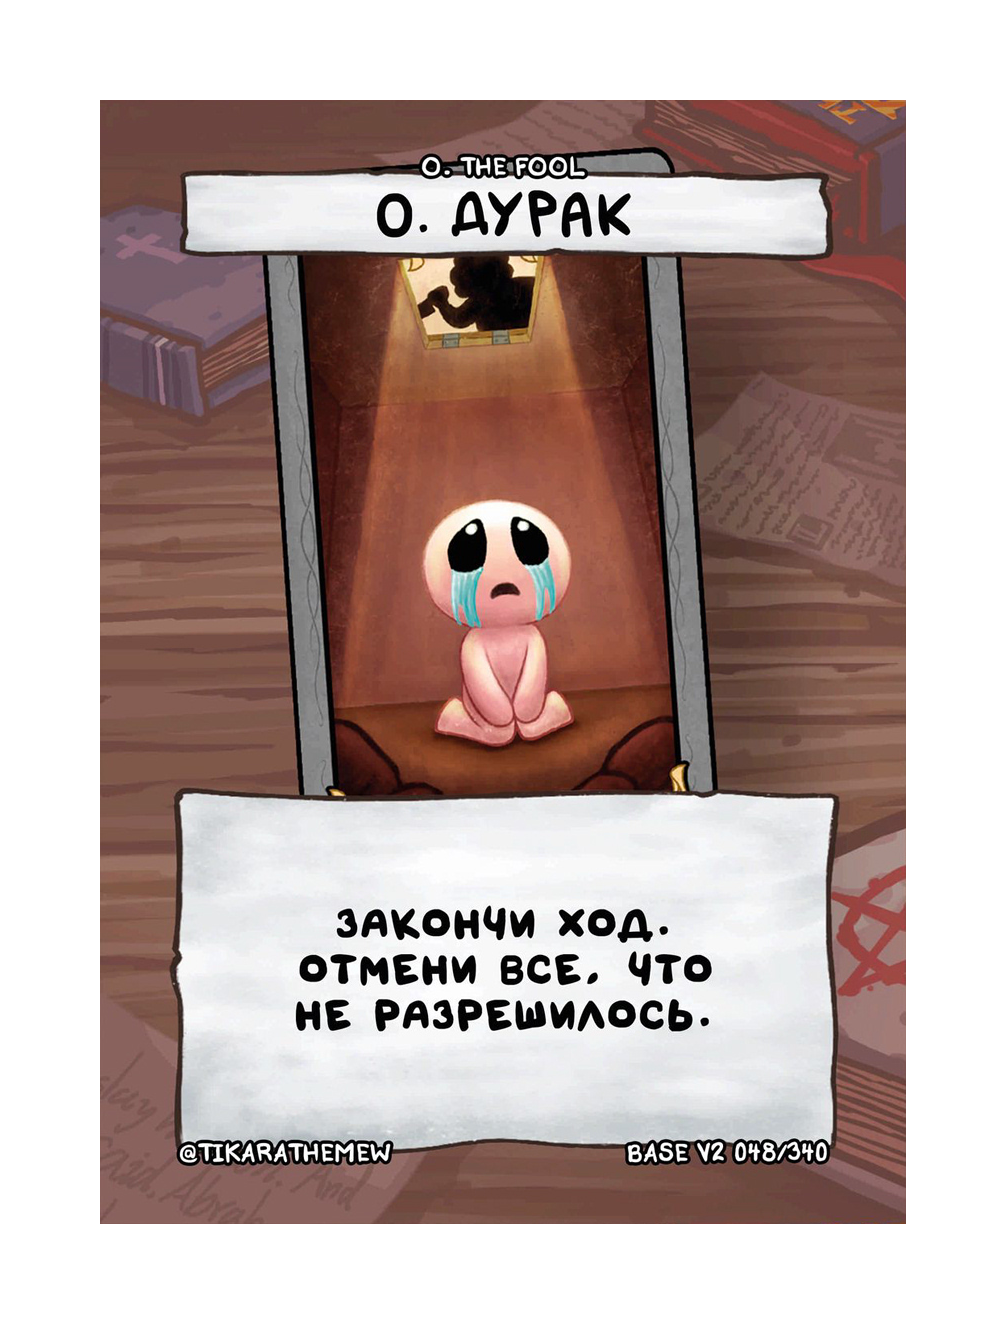 0. THE FOOL
0. ДУРАК
ЗАКОНЧИ ХОД.
ОТМЕНИ ВСЕ, ЧТО
НЕ РАЗРЕШИЛОСЬ.
@TIKARATHEMEW
BASE V2 048/340